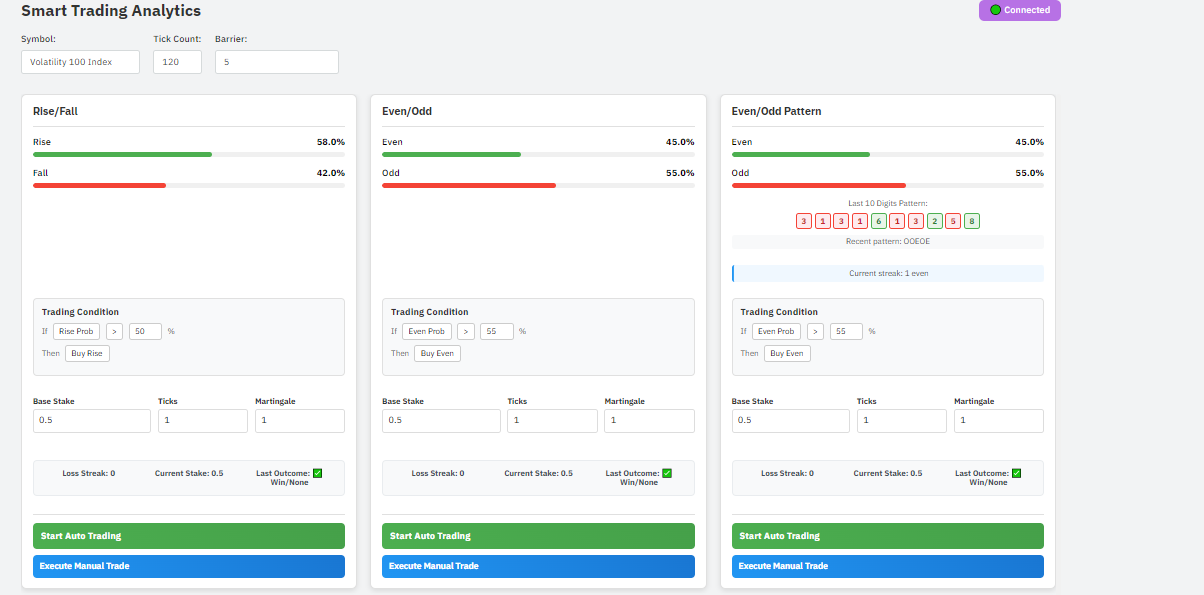 Smart Trading Analytics
Connected
Symbol: Tick Count: Barrier:
Volatility 100 Index 120 5
Rise/Fall
Rise 58.0%
Fall 42.0%
Trading Condition
If Rise Prob > 50 %
Then Buy Rise
Base Stake Ticks Martingale
0.5 1 1
Loss Streak: 0 Current Stake: 0.5 Last Outcome: ✅
Win/None
Start Auto Trading
Execute Manual Trade
Even/Odd
Even 45.0%
Odd 55.0%
Trading Condition
If Even Prob > 55 %
Then Buy Even
Base Stake Ticks Martingale
0.5 1 1
Loss Streak: 0 Current Stake: 0.5 Last Outcome: ✅
Win/None
Start Auto Trading
Execute Manual Trade
Even/Odd Pattern
Even 45.0%
Odd 55.0%
Last 10 Digits Pattern:
3 1 3 1 6 1 3 2 5 8
Recent pattern: OOEOE
Current streak: 1 even
Trading Condition
If Even Prob > 55 %
Then Buy Even
Base Stake Ticks Martingale
0.5 1 1
Loss Streak: 0 Current Stake: 0.5 Last Outcome: ✅
Win/None
Start Auto Trading
Execute Manual Trade